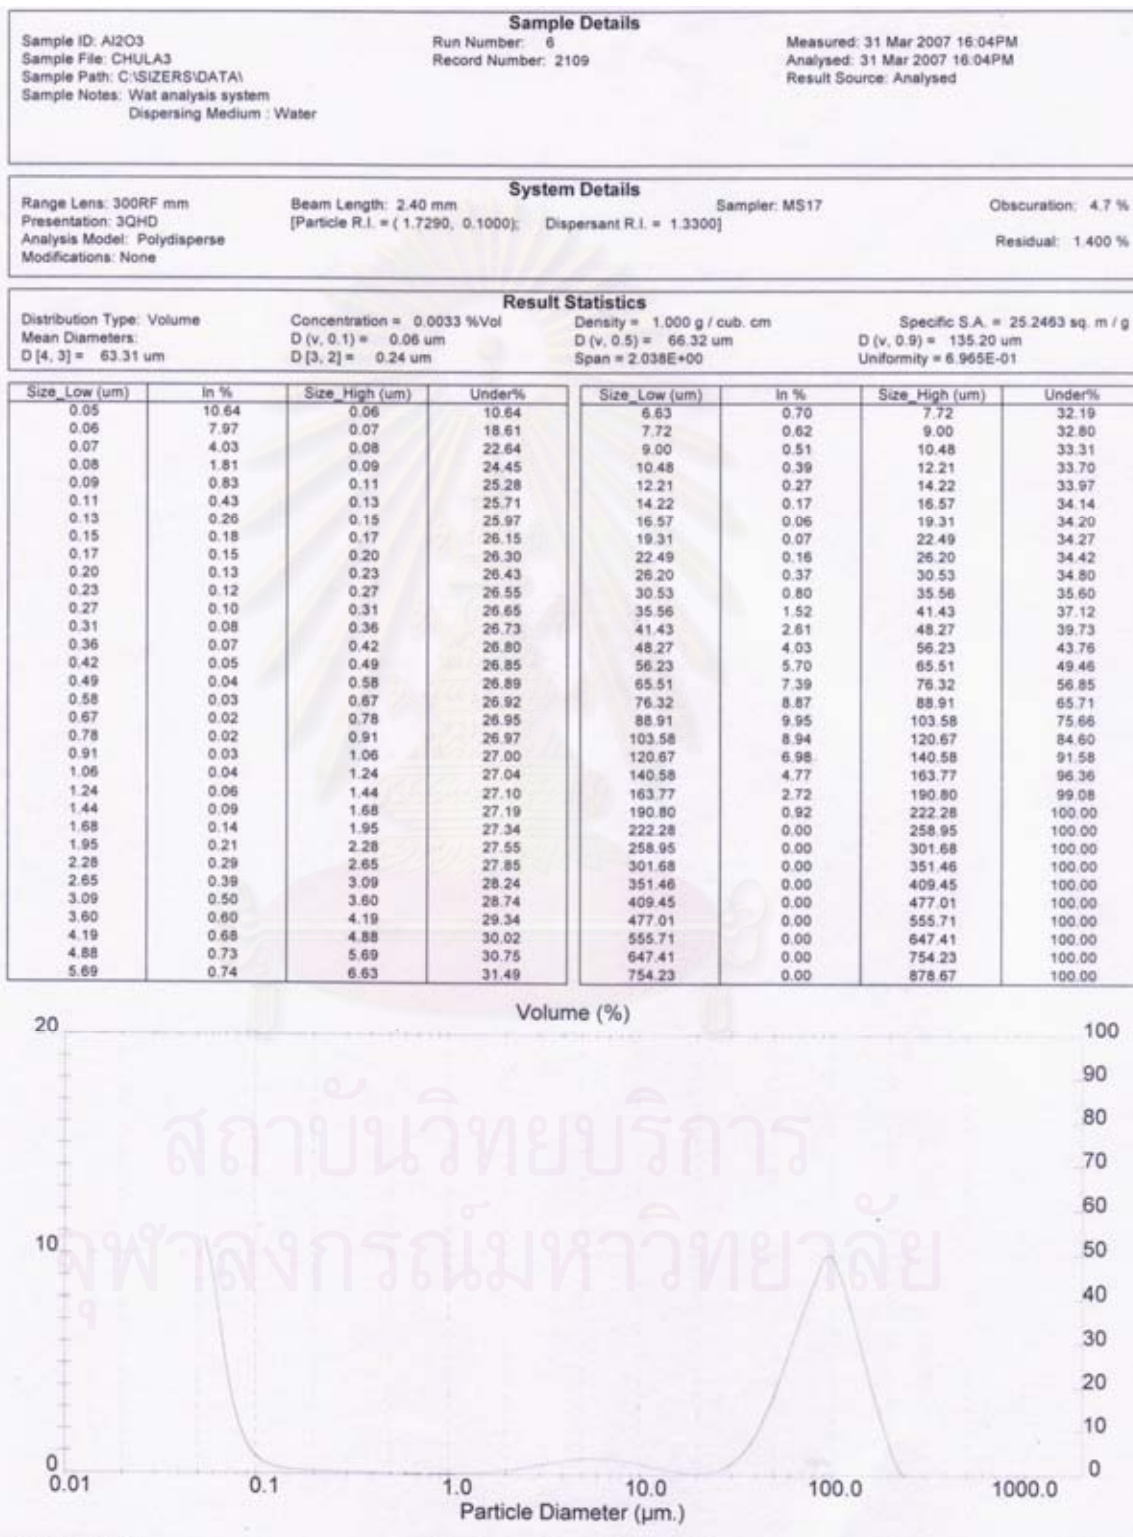 Sample Details
Sample ID: Al2O3 Run Number: 6 Measured: 31 Mar 2007 16:04PM
Sample File: CHULA3 Record Number: 2109 Analysed: 31 Mar 2007 16:04PM
Sample Path: C:\SIZERS\DATA\ Result Source: Analysed
Sample Notes: Wat analysis system
Dispersing Medium : Water
System Details
Range Lens: 300RF mm Beam Length: 2.40 mm Sampler: MS17 Obscuration: 4.7 %
Presentation: 3QHD [Particle R.I. = ( 1.7290, 0.1000); Dispersant R.I. = 1.3300]
Analysis Model: Polydisperse Residual: 1.400 %
Modifications: None
Result Statistics
Distribution Type: Volume Concentration = 0.0033 %Vol Density = 1.000 g / cub. cm Specific S.A. = 25.2463 sq. m / g
Mean Diameters: D (v, 0.1) = 0.06 um D (v, 0.5) = 66.32 um D (v, 0.9) = 135.20 um
D [4, 3] = 63.31 um D [3, 2] = 0.24 um Span = 2.038E+00 Uniformity = 6.965E-01
Size_Low (um) In % Size_High (um) Under% Size_Low (um) In % Size_High (um) Under%
0.05 10.64 0.06 10.64 6.63 0.70 7.72 32.19
0.06 7.97 0.07 18.61 7.72 0.62 9.00 32.80
0.07 4.03 0.08 22.64 9.00 0.51 10.48 33.31
0.08 1.81 0.09 24.45 10.48 0.39 12.21 33.70
0.09 0.83 0.11 25.28 12.21 0.27 14.22 33.97
0.11 0.43 0.13 25.71 14.22 0.17 16.57 34.14
0.13 0.26 0.15 25.97 16.57 0.06 19.31 34.20
0.15 0.18 0.17 26.15 19.31 0.07 22.49 34.27
0.17 0.15 0.20 26.30 22.49 0.16 26.20 34.42
0.20 0.13 0.23 26.43 26.20 0.37 30.53 34.80
0.23 0.12 0.27 26.55 30.53 0.80 35.56 35.60
0.27 0.10 0.31 26.65 35.56 1.52 41.43 37.12
0.31 0.08 0.36 26.73 41.43 2.61 48.27 39.73
0.36 0.07 0.42 26.80 48.27 4.03 56.23 43.76
0.42 0.05 0.49 26.85 56.23 5.70 65.51 49.46
0.49 0.04 0.58 26.89 65.51 7.39 76.32 56.85
0.58 0.03 0.67 26.92 76.32 8.87 88.91 65.71
0.67 0.02 0.78 26.95 88.91 9.95 103.58 75.66
0.78 0.02 0.91 26.97 103.58 8.94 120.67 84.60
0.91 0.03 1.06 27.00 120.67 6.98 140.58 91.58
1.06 0.04 1.24 27.04 140.58 4.77 163.77 96.36
1.24 0.06 1.44 27.10 163.77 2.72 190.80 99.08
1.44 0.09 1.68 27.19 190.80 0.92 222.28 100.00
1.68 0.14 1.95 27.34 222.28 0.00 258.95 100.00
1.95 0.21 2.28 27.55 258.95 0.00 301.68 100.00
2.28 0.29 2.65 27.85 301.68 0.00 351.46 100.00
2.65 0.39 3.09 28.24 351.46 0.00 409.45 100.00
3.09 0.50 3.60 28.74 409.45 0.00 477.01 100.00
3.60 0.60 4.19 29.34 477.01 0.00 555.71 100.00
4.19 0.68 4.88 30.02 555.71 0.00 647.41 100.00
4.88 0.73 5.69 30.75 647.41 0.00 754.23 100.00
5.69 0.74 6.63 31.49 754.23 0.00 878.67 100.00
Volume (%)
20 100
90
80
70
60
10 50
40
30
20
10
0 0
0.01 0.1 1.0 10.0 100.0 1000.0
Particle Diameter (µm.)
สถาบันวิทยบริการ
จุฬาลงกรณ์มหาวิทยาลัย